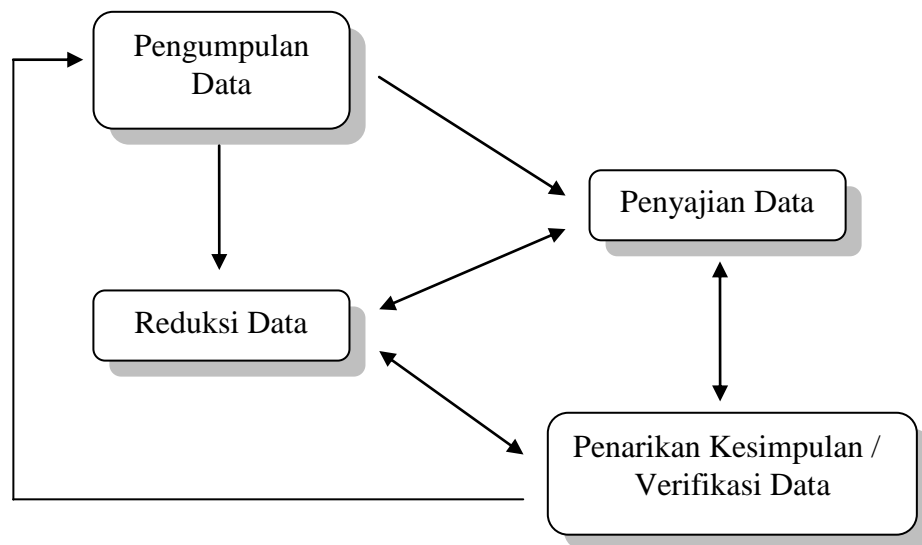 Pengumpulan
Data
Penyajian Data
Reduksi Data
Penarikan Kesimpulan /
Verifikasi Data